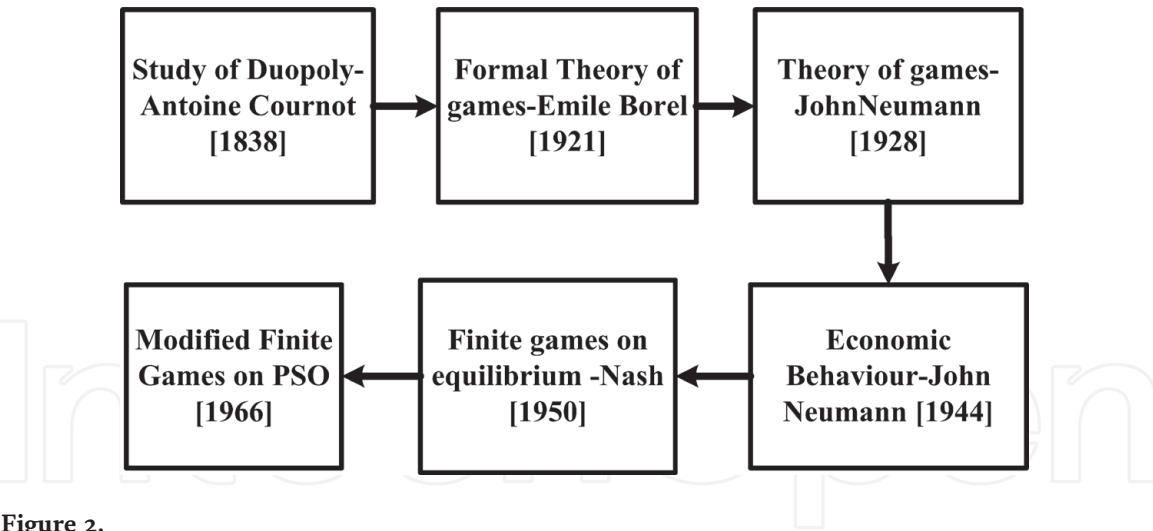 Study of Duopoly-
Antoine Cournot
[1838]
Formal Theory of
games-Emile Borel
[1921]
Theory of games-
JohnNeumann
[1928]
Economic
Behaviour-John
Neumann [1944]
Finite games on
equilibrium -Nash
[1950]
Modified Finite
Games on PSO
[1966]
IntechOpen
Figure 2.